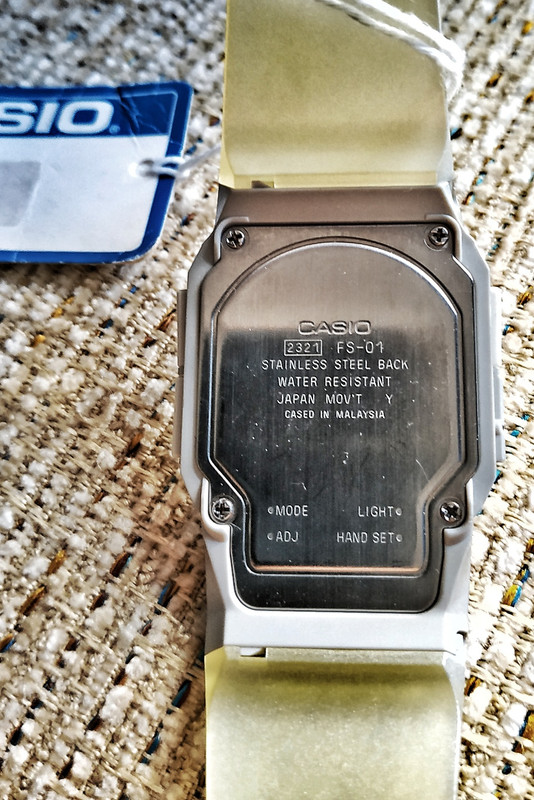 SIO
CASIO
2321 FS-01
STAINLESS STEEL BACK
WATER RESISTANT
JAPAN MOV'T Y
CASED IN MALAYSIA
MODE LIGHT
ADJ HAND SET